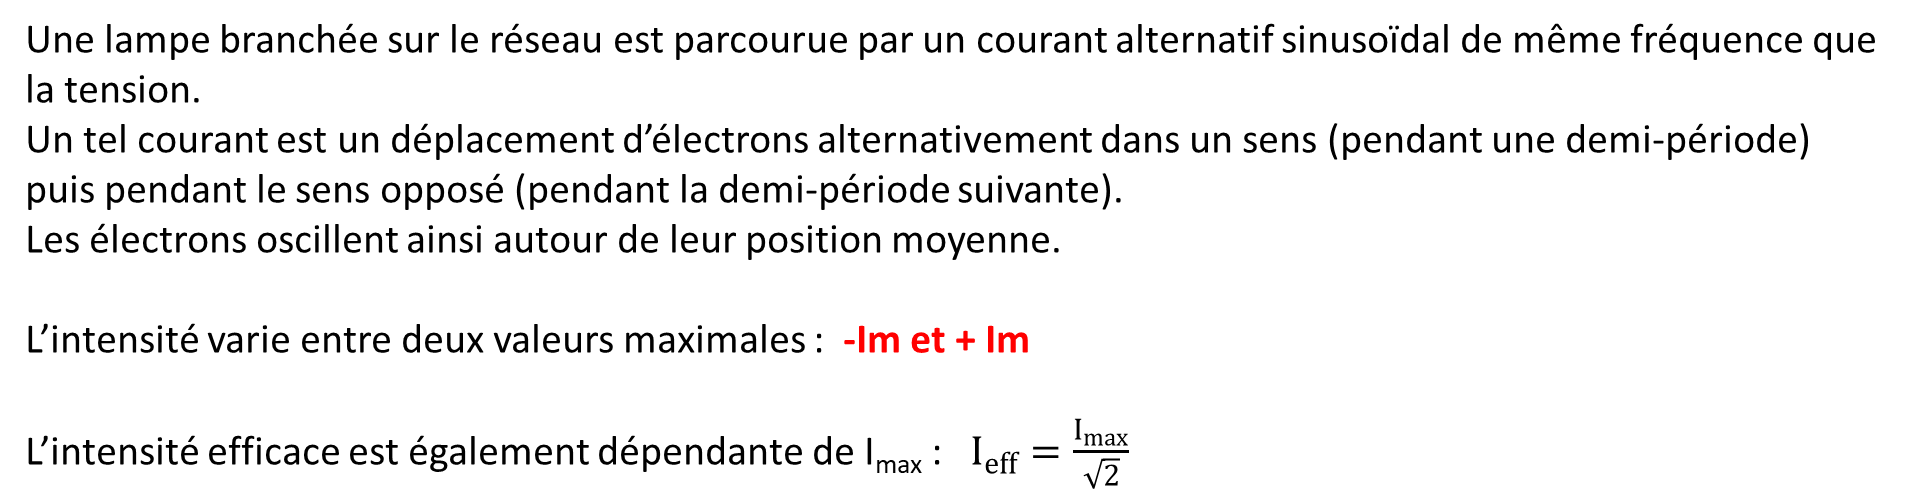 Une lampe branchée sur le réseau est parcourue par un courant alternatif sinusoïdal de même fréquence que
la tension.
Un tel courant est un déplacement d’électrons alternativement dans un sens (pendant une demi-période)
puis pendant le sens opposé (pendant la demi-période suivante).
Les électrons oscillent ainsi autour de leur position moyenne.
L’intensité varie entre deux valeurs maximales : -Im et + Im
L’intensité efficace est également dépendante de Imax : Ieff = Imax/√2